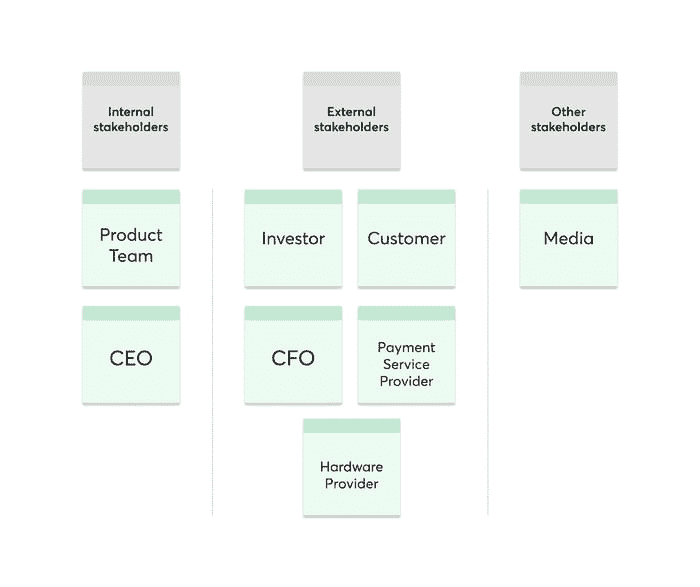 Internal
stakeholders
External
stakeholders
Other
stakeholders
Product
Team
Investor
Customer
Media
CEO
CFO
Payment
Service
Provider
Hardware
Provider